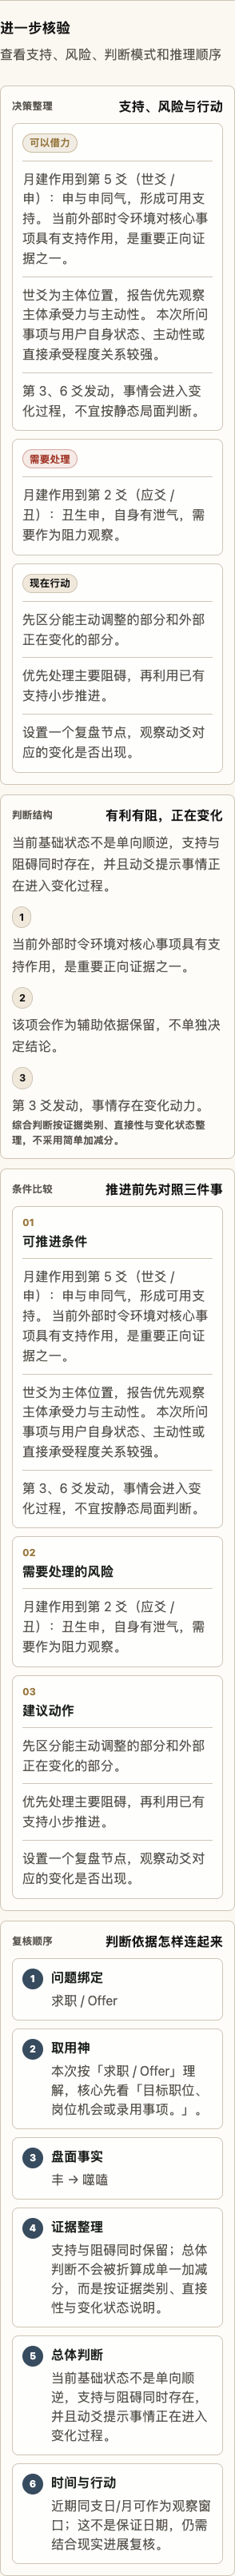 进一步核验
查看支持、风险、判断模式和推理顺序
决策整理
支持、风险与行动
可以借力
月建作用到第 5 爻（世爻 /
申）：申与申同气，形成可用支
持。 当前外部时令环境对核心事
项具有支持作用，是重要正向证
据之一。
世爻为主体位置，报告优先观察
主体承受力与主动性。 本次所问
事项与用户自身状态、主动性或
直接承受程度关系较强。
第 3、6 爻发动，事情会进入变
化过程，不宜按静态局面判断。
需要处理
月建作用到第 2 爻（应爻 /
丑）：丑生申，自身有泄气，需
要作为阻力观察。
现在行动
先区分能主动调整的部分和外部
正在变化的部分。
优先处理主要阻碍，再利用已有
支持小步推进。
设置一个复盘节点，观察动爻对
应的变化是否出现。
判断结构
有利有阻，正在变化
当前基础状态不是单向顺逆，支持与
阻碍同时存在，并且动爻提示事情正
在进入变化过程。
1
当前外部时令环境对核心事项具有支
持作用，是重要正向证据之一。
2
该项会作为辅助依据保留，不单独决
定结论。
3
第 3 爻发动，事情存在变化动力。
综合判断按证据类别、直接性与变化状态整
理，不采用简单加减分。
条件比较
推进前先对照三件事
01
可推进条件
月建作用到第 5 爻（世爻 /
申）：申与申同气，形成可用支
持。 当前外部时令环境对核心事
项具有支持作用，是重要正向证
据之一。
世爻为主体位置，报告优先观察
主体承受力与主动性。 本次所问
事项与用户自身状态、主动性或
直接承受程度关系较强。
第 3、6 爻发动，事情会进入变
化过程，不宜按静态局面判断。
02
需要处理的风险
月建作用到第 2 爻（应爻 /
丑）：丑生申，自身有泄气，需
要作为阻力观察。
03
建议动作
先区分能主动调整的部分和外部
正在变化的部分。
优先处理主要阻碍，再利用已有
支持小步推进。
设置一个复盘节点，观察动爻对
应的变化是否出现。
复核顺序
判断依据怎样连起来
1
问题绑定
求职 / Offer
2
取用神
本次按「求职 / Offer」理
解，核心先看「目标职位、
岗位机会或录用事项。」。
3
盘面事实
丰 → 噬嗑
4
证据整理
支持与阻碍同时保留；总体
判断不会被折算成单一加减
分，而是按证据类别、直接
性与变化状态说明。
5
总体判断
当前基础状态不是单向顺
逆，支持与阻碍同时存在，
并且动爻提示事情正在进入
变化过程。
6
时间与行动
近期同支日/月可作为观察窗
口；这不是保证日期，仍需
结合现实进展复核。